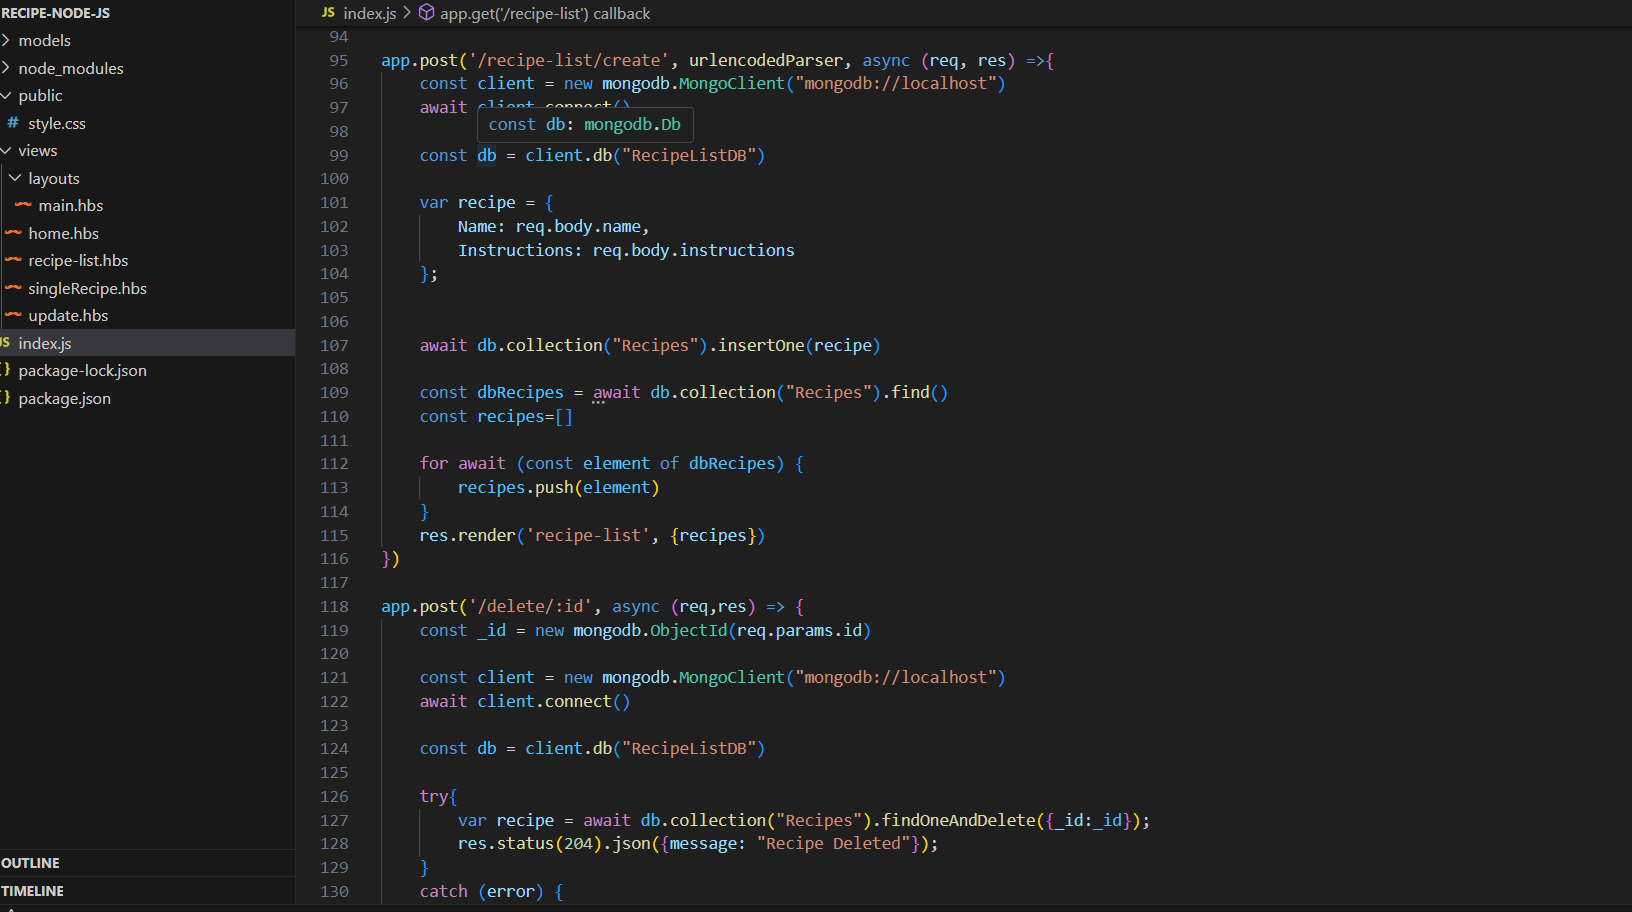 RECIPE-NODE-JS
models
node_modules
public
# style.css
views
layouts
main.hbs
home.hbs
recipe-list.hbs
singleRecipe.hbs
update.hbs
JS index.js
{} package-lock.json
{} package.json
OUTLINE
TIMELINE
JS index.js > app.get('/recipe-list') callback
94
95 app.post('/recipe-list/create', urlencodedParser, async (req, res) =>{
96 const client = new mongodb.MongoClient("mongodb://localhost")
97 await client.connect()
const db: mongodb.Db
98
99 const db = client.db("RecipeListDB")
100
101 var recipe = {
102 Name: req.body.name,
103 Instructions: req.body.instructions
104 };
105
106
107 await db.collection("Recipes").insertOne(recipe)
108
109 const dbRecipes = await db.collection("Recipes").find()
110 const recipes=[]
111
112 for await (const element of dbRecipes) {
113 recipes.push(element)
114 }
115 res.render('recipe-list', {recipes})
116 })
117
118 app.post('/delete/:id', async (req,res) => {
119 const _id = new mongodb.ObjectId(req.params.id)
120
121 const client = new mongodb.MongoClient("mongodb://localhost")
122 await client.connect()
123
124 const db = client.db("RecipeListDB")
125
126 try{
127 var recipe = await db.collection("Recipes").findOneAndDelete({_id:_id});
128 res.status(204).json({message: "Recipe Deleted"});
129 }
130 catch (error) {